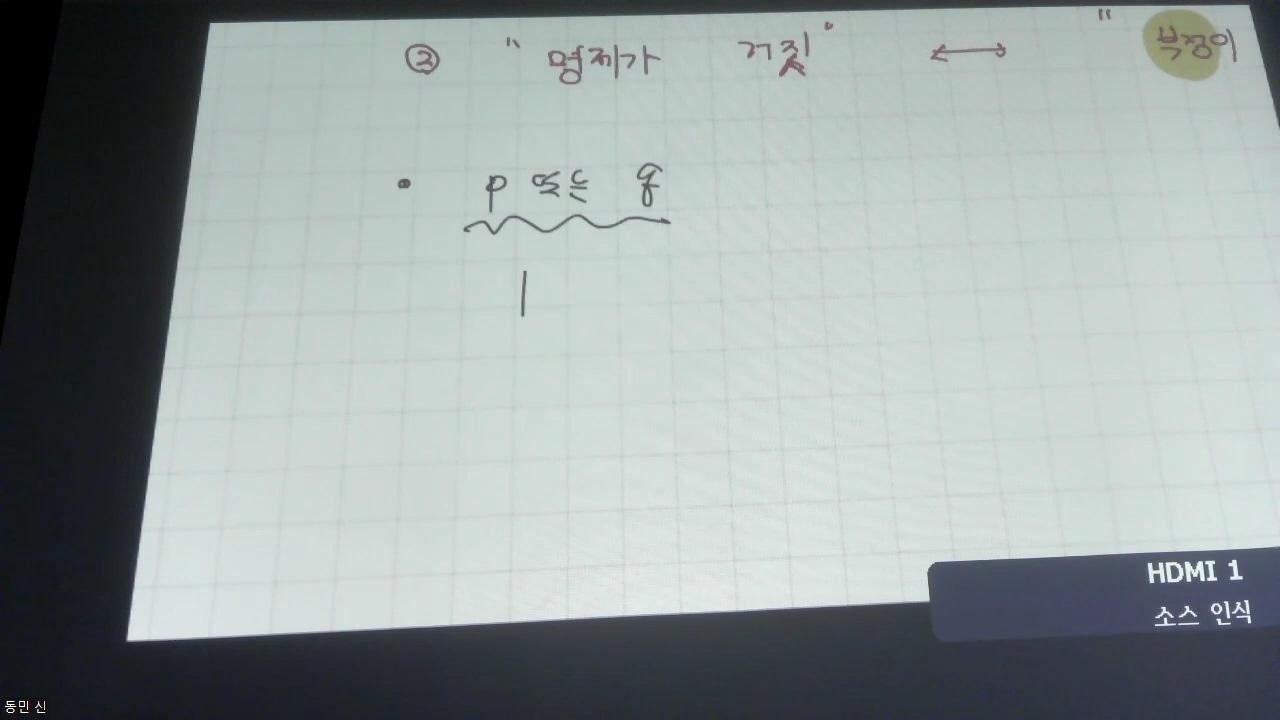 ② "명제가 거짓" ↔ "부정이
• p 또는 q
HDMI 1
소스 인식
동민 신